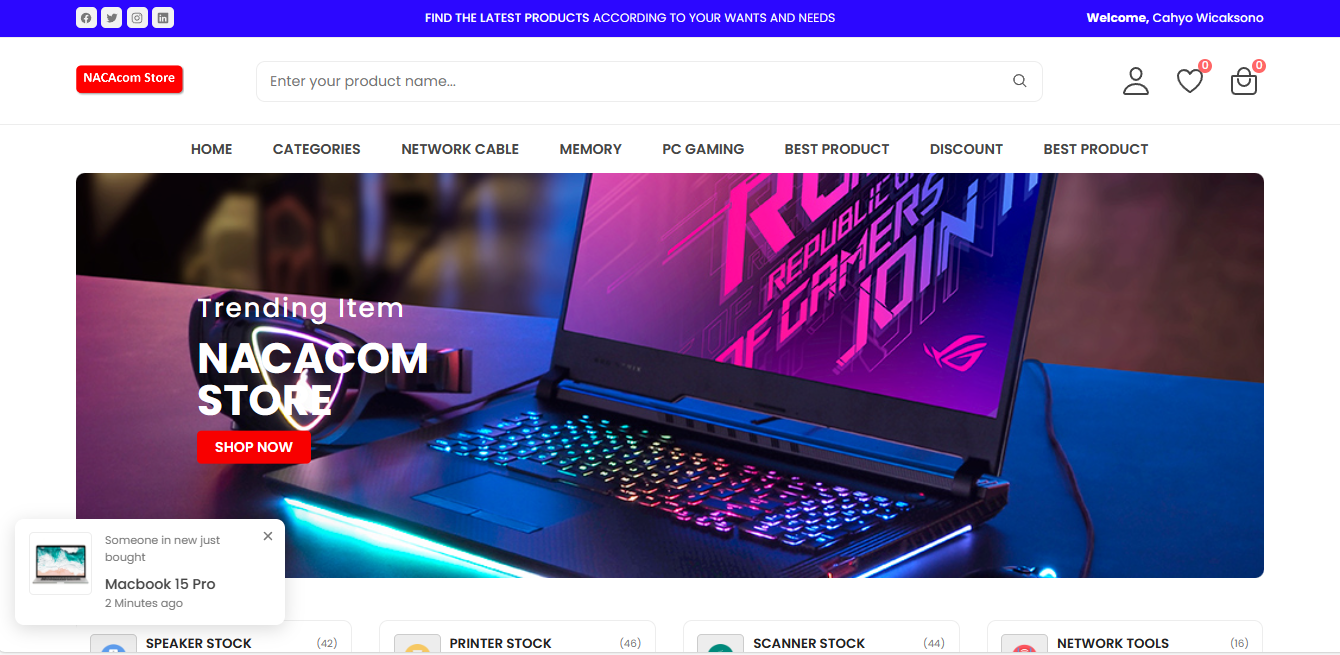 FIND THE LATEST PRODUCTS ACCORDING TO YOUR WANTS AND NEEDS
Welcome, Cahyo Wicaksono
NACAcom Store
Enter your product name...
0
0
HOME
CATEGORIES
NETWORK CABLE
MEMORY
PC GAMING
BEST PRODUCT
DISCOUNT
BEST PRODUCT
REPUBLIC OF
GAMERS
JOIN
Trending Item
NACACOM
STORE
SHOP NOW
Someone in new just
bought
Macbook 15 Pro
2 Minutes ago
SPEAKER STOCK
(42)
PRINTER STOCK
(46)
SCANNER STOCK
(44)
NETWORK TOOLS
(16)